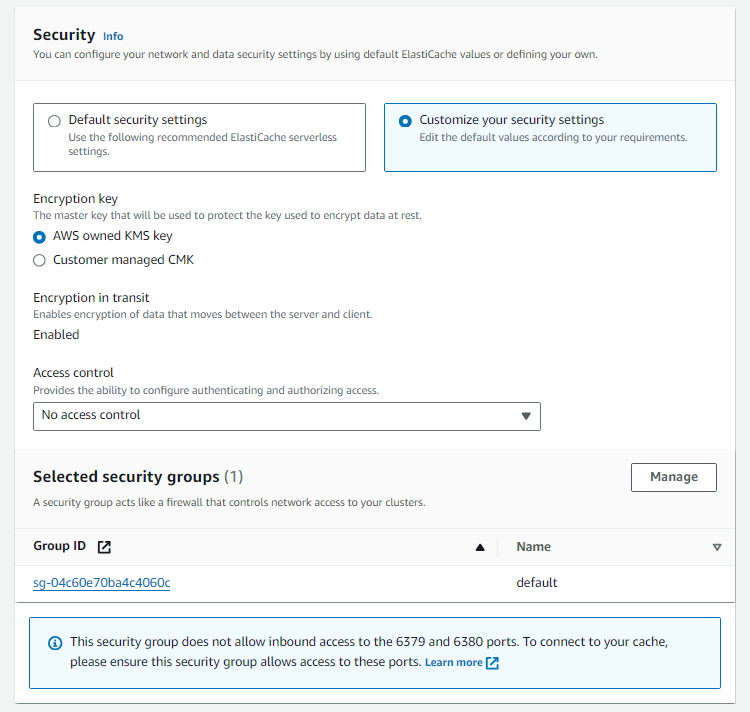 Security Info
You can configure your network and data security settings by using default ElastiCache values or defining your own.
Default security settings
Use the following recommended ElastiCache serverless
settings.
Customize your security settings
Edit the default values according to your requirements.
Encryption key
The master key that will be used to protect the key used to encrypt data at rest.
AWS owned KMS key
Customer managed CMK
Encryption in transit
Enables encryption of data that moves between the server and client.
Enabled
Access control
Provides the ability to configure authenticating and authorizing access.
No access control
Selected security groups (1)
Manage
A security group acts like a firewall that controls network access to your clusters.
Group ID Name
sg-04c60e70ba4c4060c default
This security group does not allow inbound access to the 6379 and 6380 ports. To connect to your cache,
please ensure this security group allows access to these ports. Learn more